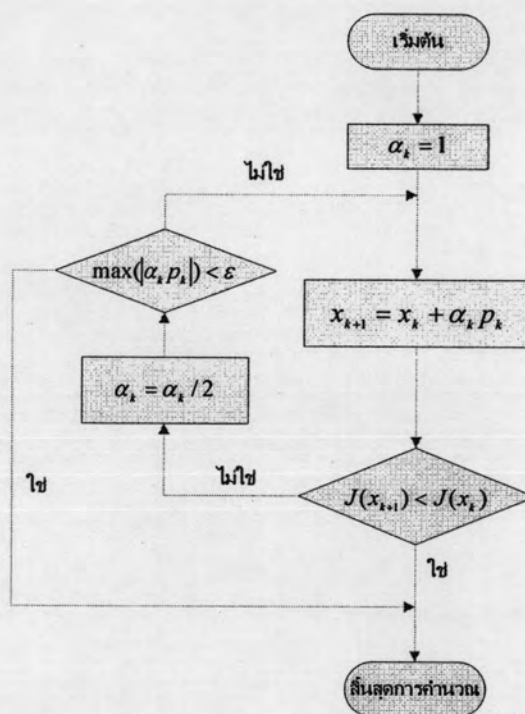 เริ่มต้น
α_k = 1
ไม่ใช่
max(|α_k p_k|) < ε
x_{k+1} = x_k + α_k p_k
α_k = α_k / 2
ใช่
ไม่ใช่
J(x_{k+1}) < J(x_k)
ใช่
สิ้นสุดการคำนวณ